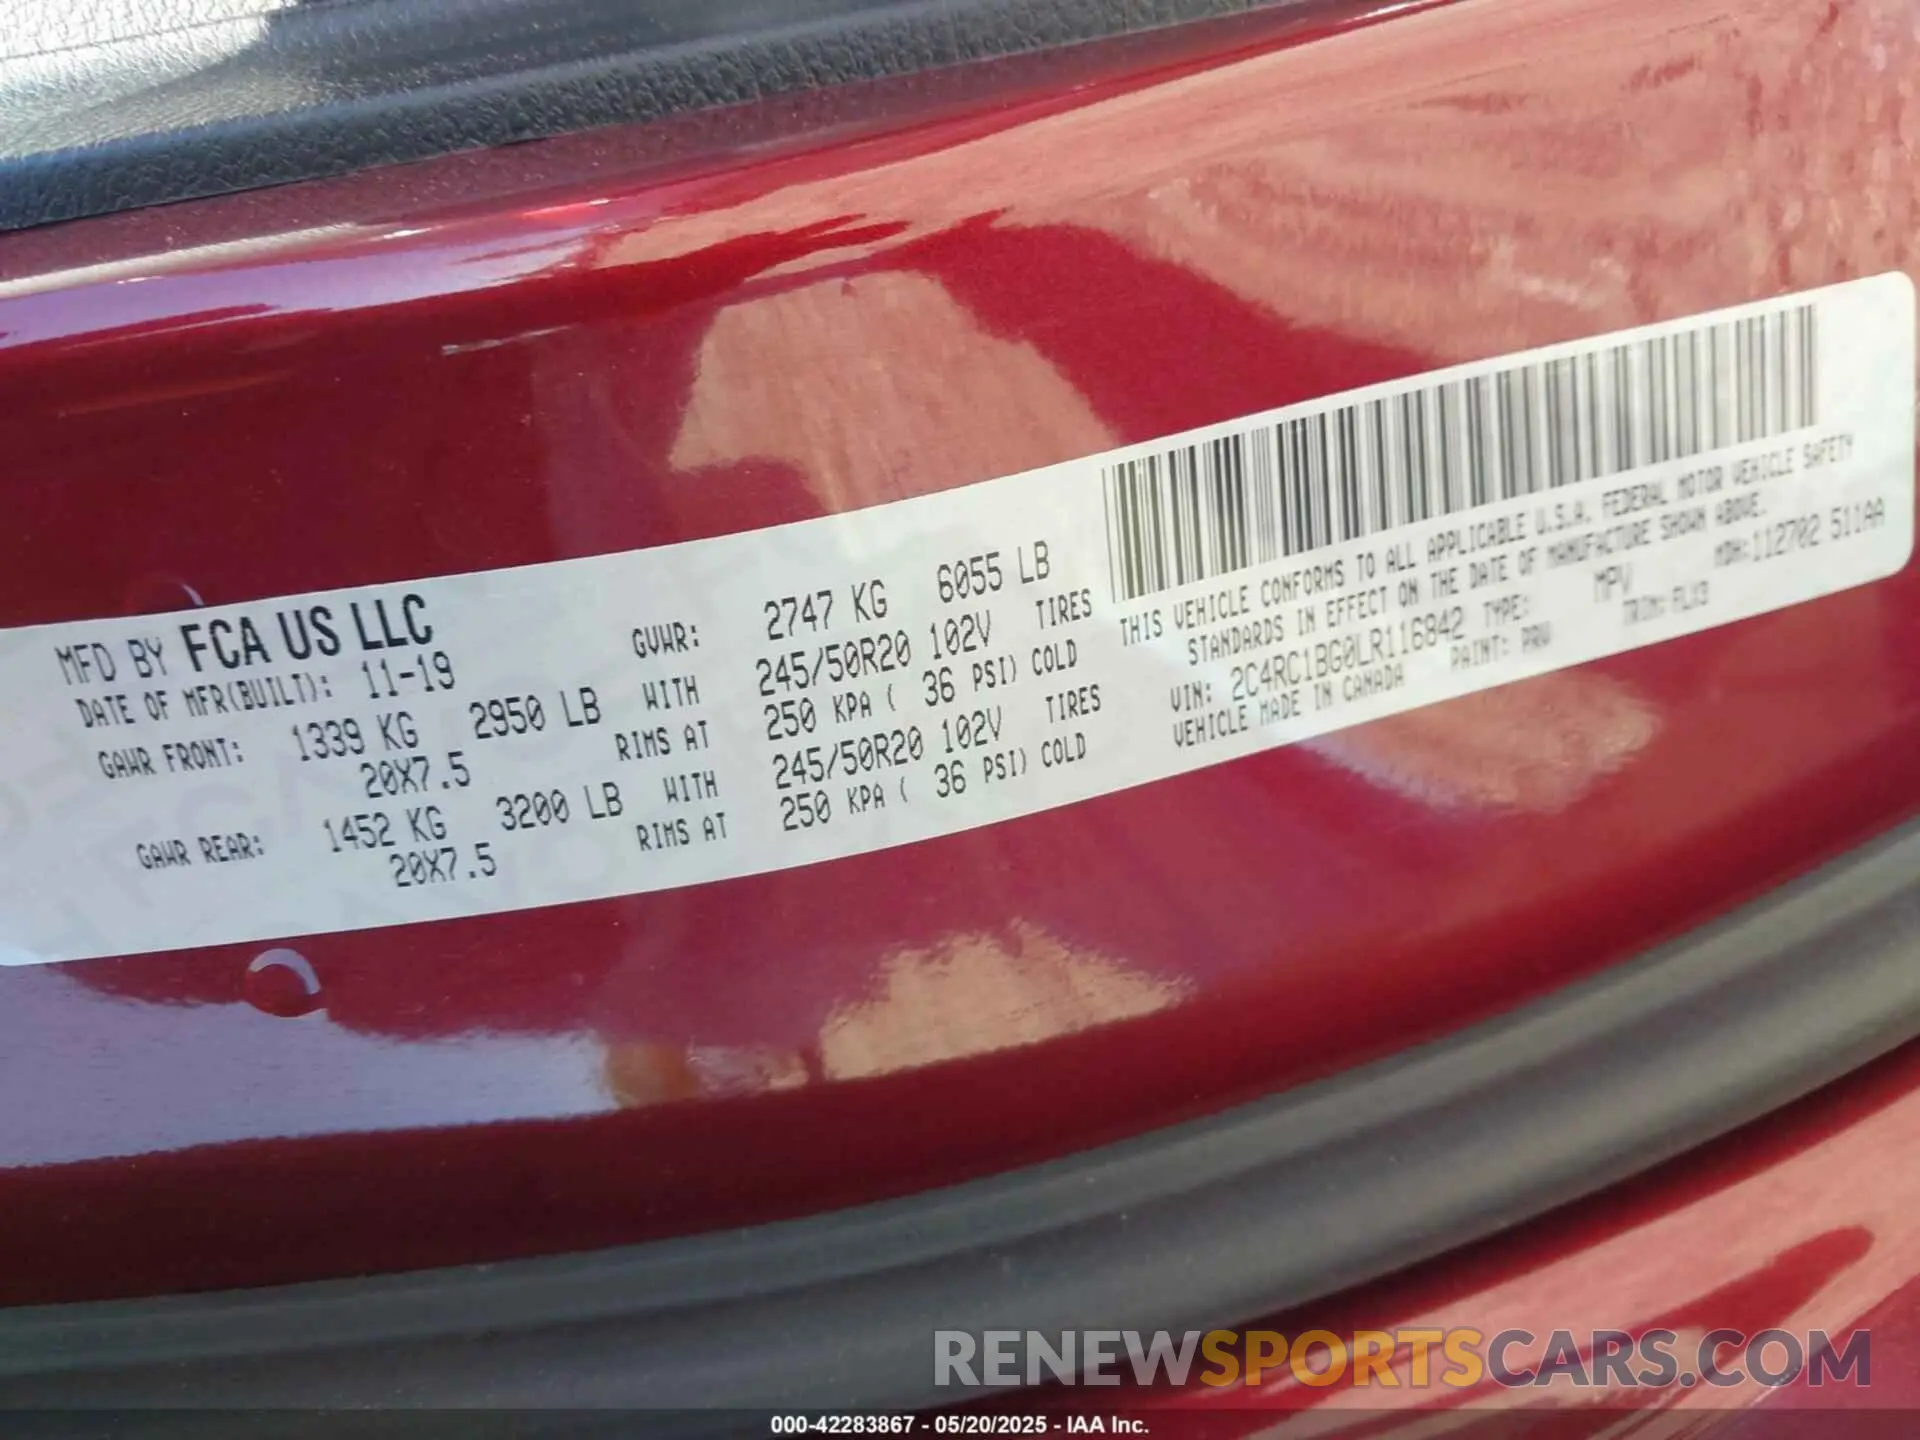 MFD BY FCA US LLC
DATE OF MFR(BUILT): 11-19
GVWR: 2747 KG 6055 LB
GAWR FRONT: 1339 KG 2950 LB WITH 245/50R20 102V TIRES
20X7.5 RIMS AT 250 KPA ( 36 PSI) COLD
GAWR REAR: 1452 KG 3200 LB WITH 245/50R20 102V TIRES
20X7.5 RIMS AT 250 KPA ( 36 PSI) COLD
THIS VEHICLE CONFORMS TO ALL APPLICABLE U.S.A. FEDERAL MOTOR VEHICLE SAFETY
STANDARDS IN EFFECT ON THE DATE OF MANUFACTURE SHOWN ABOVE.
MDH:112702 511AA
VIN: 2C4RC1BG0LR116842 TYPE: MPV
VEHICLE MADE IN CANADA PAINT: PRV TRIM:
RENEWSPORTSCARS.COM
000-42283867 - 05/20/2025 - IAA Inc.